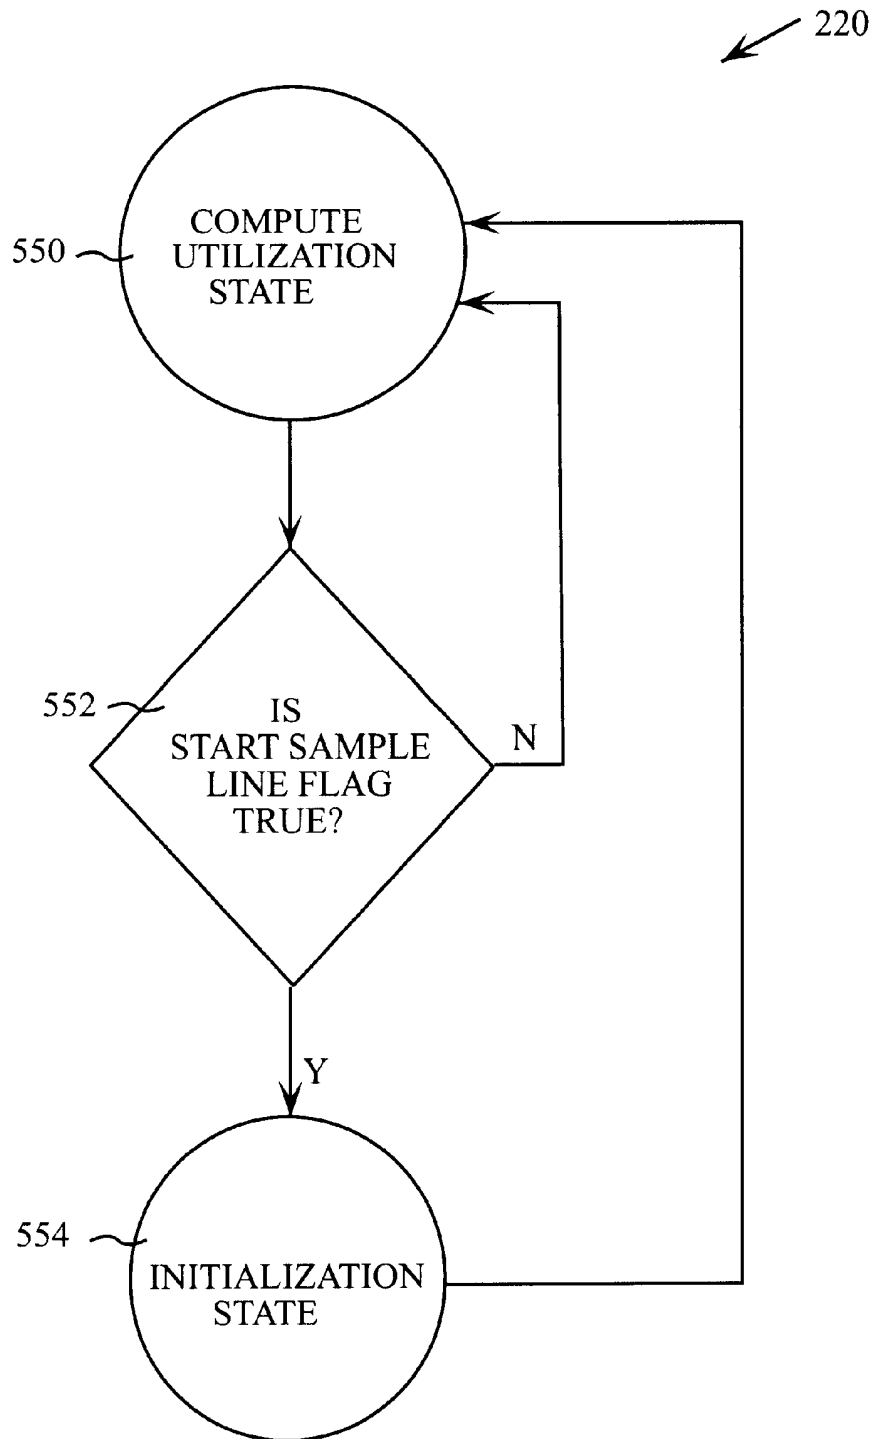 220
COMPUTE
UTILIZATION
STATE
550
552
IS
START SAMPLE
LINE FLAG
TRUE?
N
Y
554
INITIALIZATION
STATE